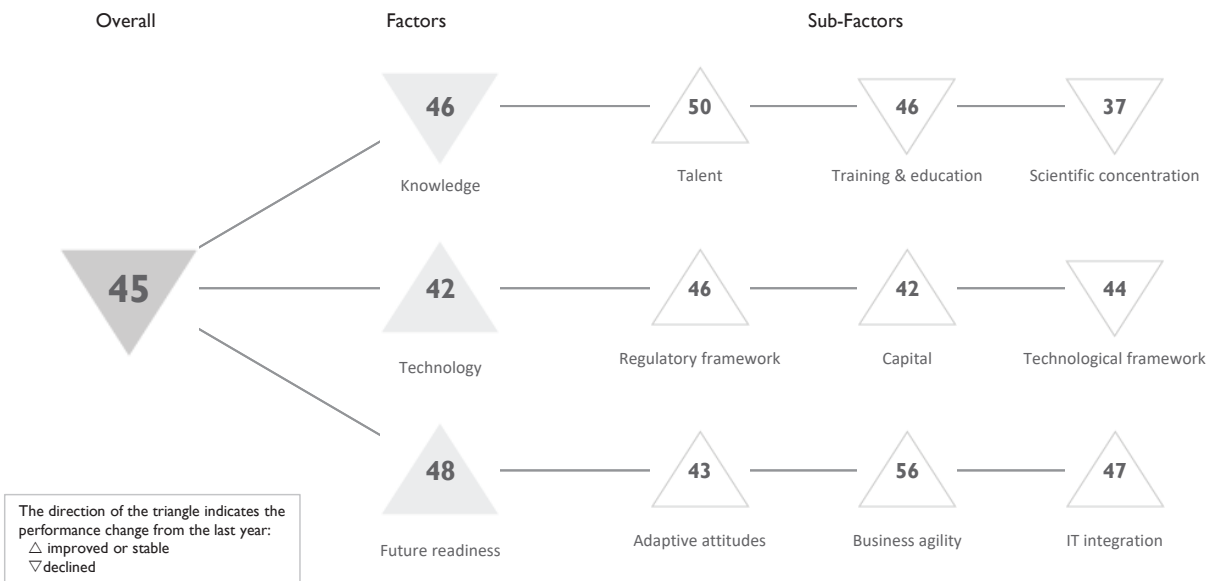 Overall
Factors
Sub-Factors
46
50
46
37
Knowledge
Talent
Training & education
Scientific concentration
45
42
46
42
44
Technology
Regulatory framework
Capital
Technological framework
48
43
56
47
Future readiness
Adaptive attitudes
Business agility
IT integration
The direction of the triangle indicates the
performance change from the last year:
△ improved or stable
▽ declined